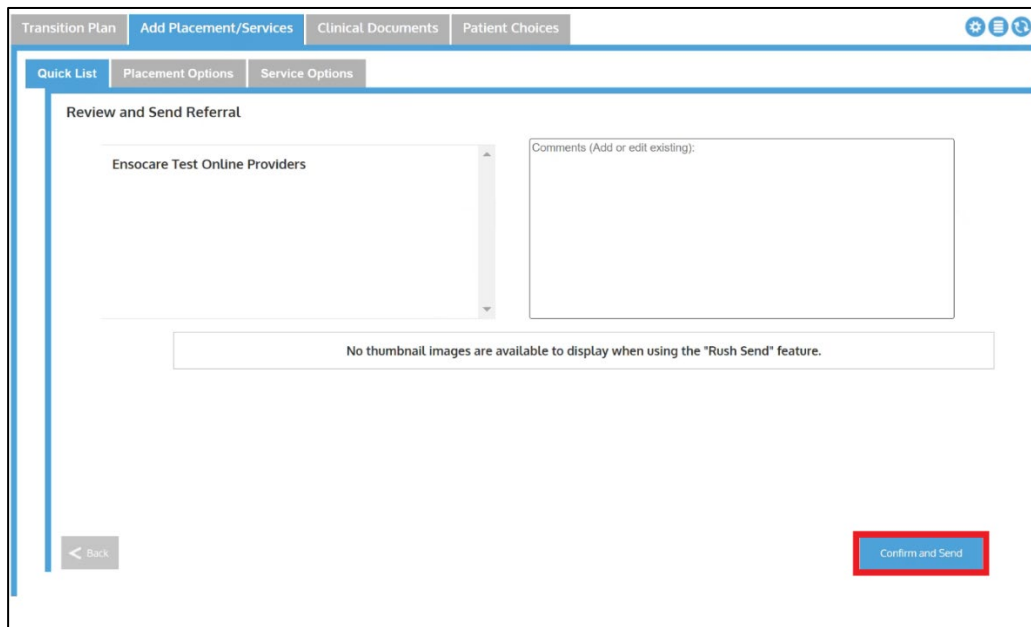 Transition Plan Add Placement/Services Clinical Documents Patient Choices
Quick List Placement Options Service Options
Review and Send Referral
Ensocare Test Online Providers
Comments (Add or edit existing):
No thumbnail images are available to display when using the "Rush Send" feature.
< Back
Confirm and Send